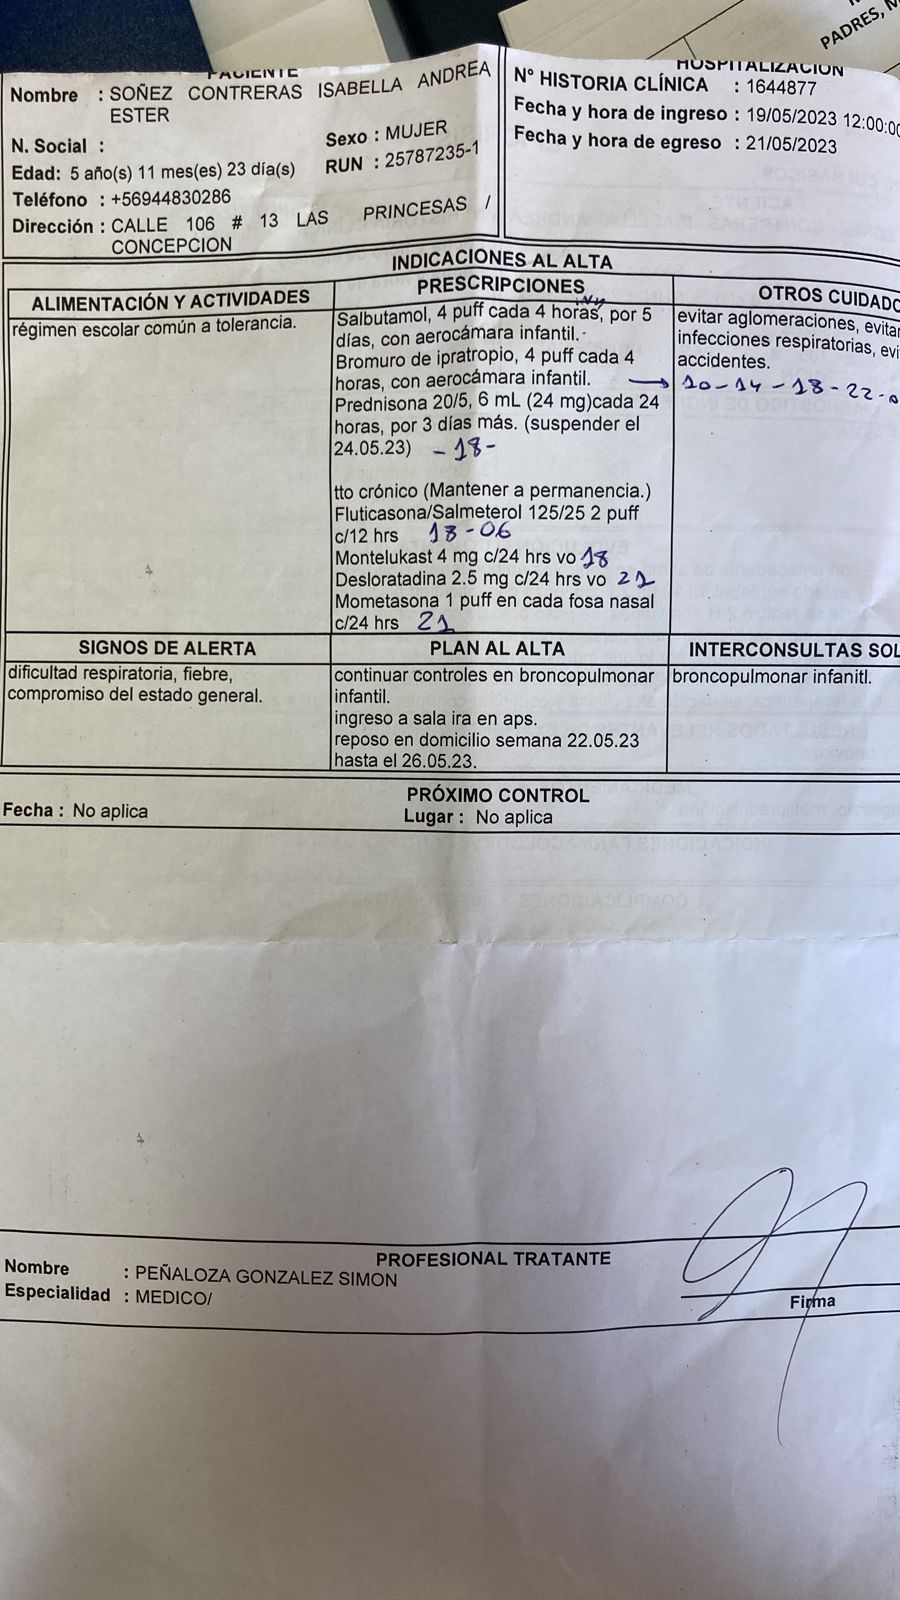 PADRES, M
PACIENTE
Nombre : SOÑEZ CONTRERAS ISABELLA ANDREA
ESTER
N. Social :
Sexo : MUJER
Edad: 5 año(s) 11 mes(es) 23 día(s)
RUN : 25787235-1
Teléfono : +56944830286
Dirección : CALLE 106 # 13 LAS PRINCESAS /
CONCEPCION
HOSPITALIZACIÓN
N° HISTORIA CLÍNICA : 1644877
Fecha y hora de ingreso : 19/05/2023 12:00:00
Fecha y hora de egreso : 21/05/2023
INDICACIONES AL ALTA
ALIMENTACIÓN Y ACTIVIDADES
régimen escolar común a tolerancia.
PRESCRIPCIONES
Salbutamol, 4 puff cada 4 horas, por 5
días, con aerocámara infantil.-
Bromuro de ipratropio, 4 puff cada 4
horas, con aerocámara infantil.
Prednisona 20/5, 6 mL (24 mg)cada 24
horas, por 3 días más. (suspender el
24.05.23) - 18 -
tto crónico (Mantener a permanencia.)
Fluticasona/Salmeterol 125/25 2 puff
c/12 hrs 18-06
Montelukast 4 mg c/24 hrs vo 18
Desloratadina 2.5 mg c/24 hrs vo 21
Mometasona 1 puff en cada fosa nasal
c/24 hrs 21
OTROS CUIDADO
evitar aglomeraciones, evitar
infecciones respiratorias, evi
accidentes.
→ 10-14-18-22-
SIGNOS DE ALERTA
dificultad respiratoria, fiebre,
compromiso del estado general.
PLAN AL ALTA
continuar controles en broncopulmonar
infantil.
ingreso a sala ira en aps.
reposo en domicilio semana 22.05.23
hasta el 26.05.23.
INTERCONSULTAS SOL
broncopulmonar infanitl.
PRÓXIMO CONTROL
Fecha : No aplica
Lugar : No aplica
PROFESIONAL TRATANTE
Nombre : PEÑALOZA GONZALEZ SIMON
Especialidad : MEDICO/
Firma